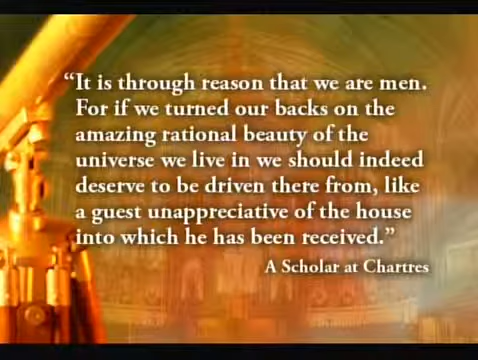 “It is through reason that we are men.
For if we turned our backs on the
amazing rational beauty of the
universe we live in we should indeed
deserve to be driven there from, like
a guest unappreciative of the house
into which he has been received.”
A Scholar at Chartres